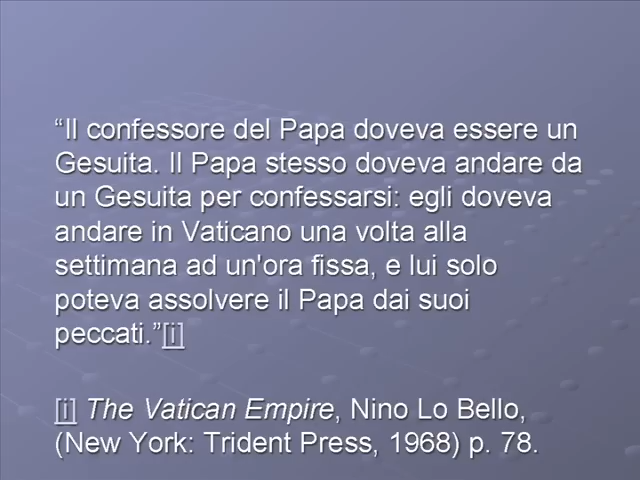 “Il confessore del Papa doveva essere un
Gesuita. Il Papa stesso doveva andare da
un Gesuita per confessarsi: egli doveva
andare in Vaticano una volta alla
settimana ad un'ora fissa, e lui solo
poteva assolvere il Papa dai suoi
peccati.”[i]
[i] The Vatican Empire, Nino Lo Bello,
(New York: Trident Press, 1968) p. 78.